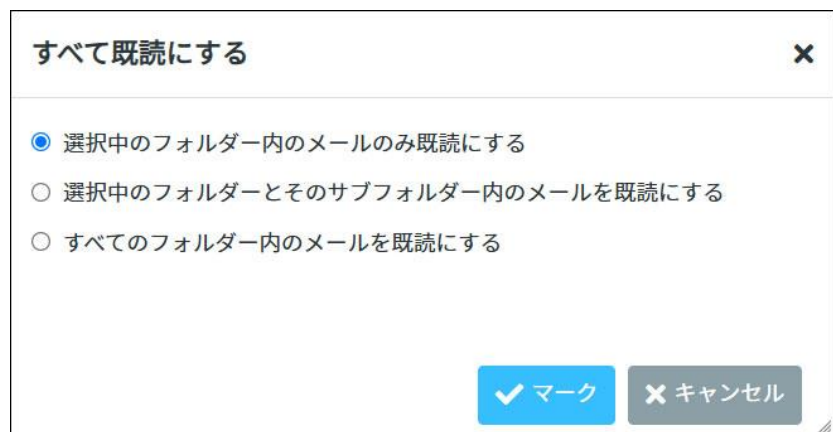 すべて既読にする
選択中のフォルダー内のメールのみ既読にする
選択中のフォルダーとそのサブフォルダー内のメールを既読にする
すべてのフォルダー内のメールを既読にする
マーク キャンセル